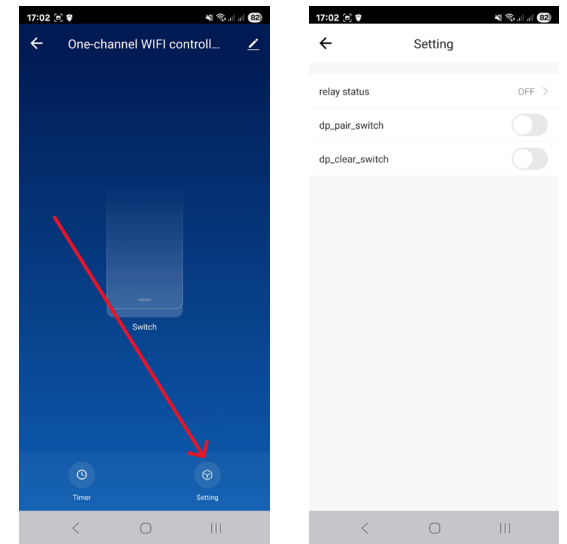 17:02
82
One-channel WIFI controll...
Switch
Timer
Setting
17:02
82
Setting
relay status
OFF
dp_pair_switch
dp_clear_switch